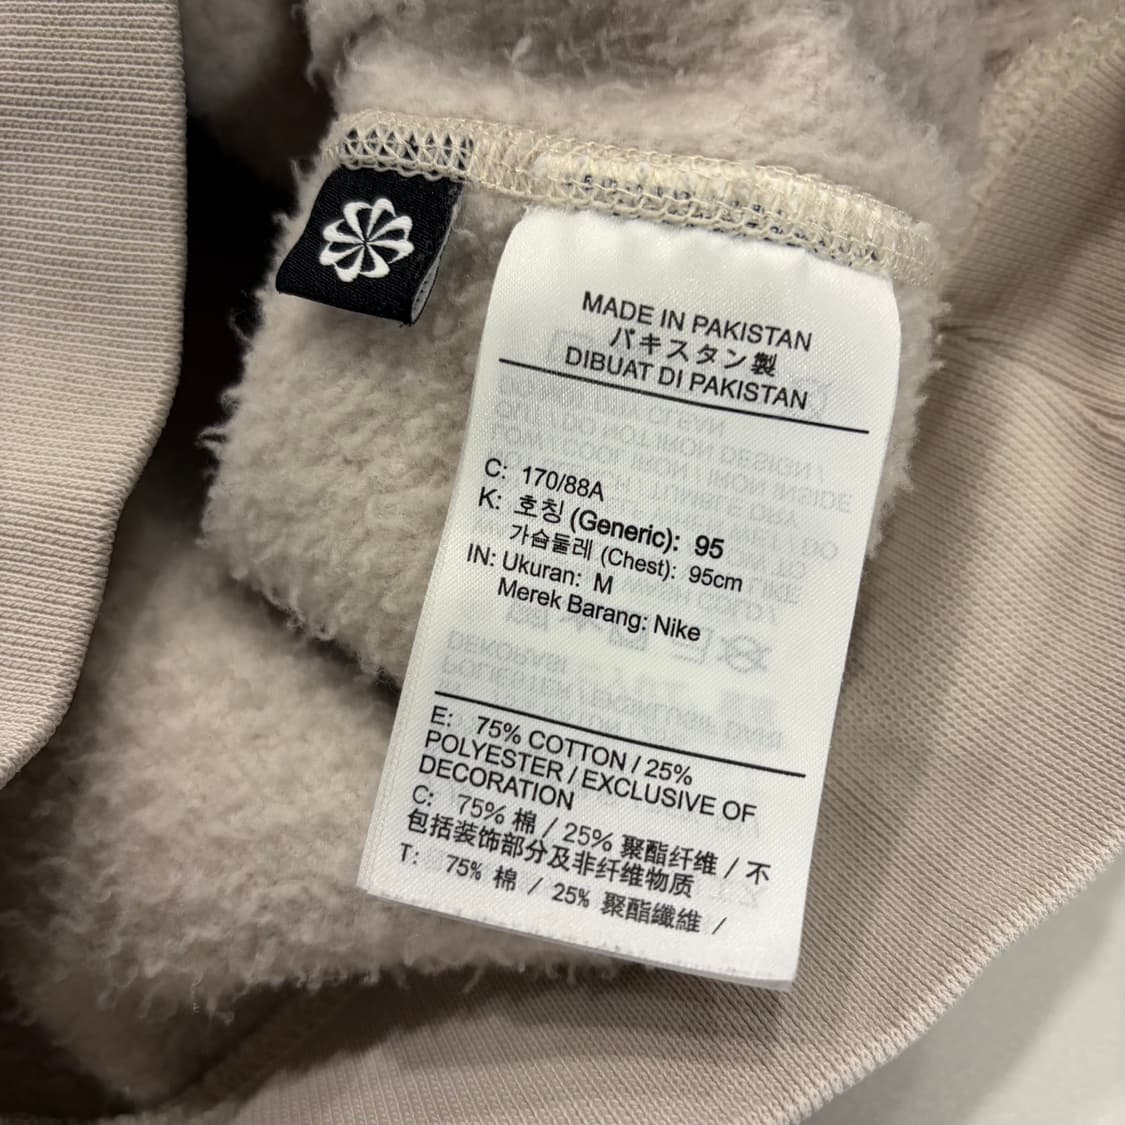 MADE IN PAKISTAN
パキスタン製
DIBUAT DI PAKISTAN
C: 170/88A
K: 호칭 (Generic): 95
가슴둘레 (Chest): 95cm
IN: Ukuran: M
Merek Barang: Nike
E: 75% COTTON / 25%
POLYESTER / EXCLUSIVE OF
DECORATION
C: 75% 棉 / 25% 聚酯纤维 / 不
包括装饰部分及非纤维物质
T: 75% 棉 / 25% 聚酯纖維 /